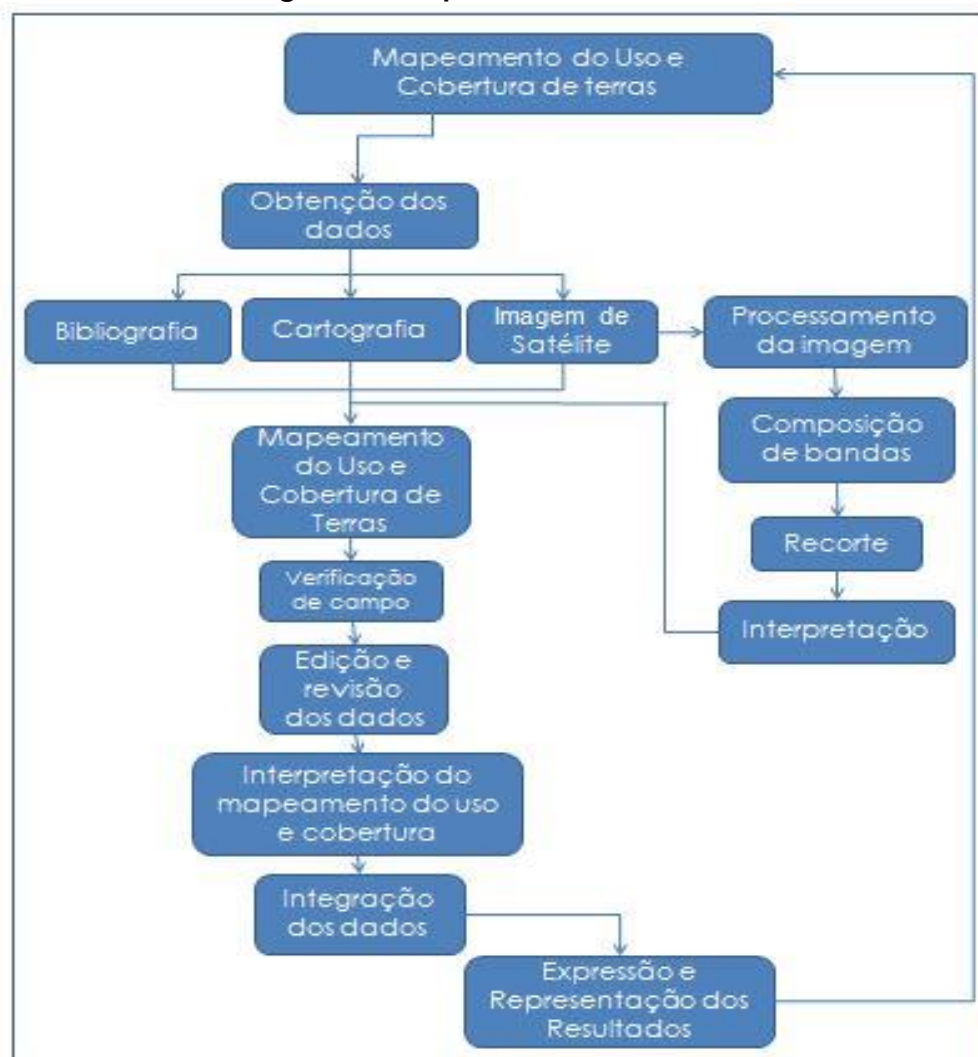 Mapeamento do Uso e
Cobertura de terras
Obtenção dos
dados
Bibliografia
Cartografia
Imagem de
Satélite
Processamento
da imagem
Composição
de bandas
Recorte
Interpretação
Mapeamento
do Uso e
Cobertura de
Terras
Verificação
de campo
Edição e
revisão
dos dados
Interpretação do
mapeamento do uso
e cobertura
Integração
dos dados
Expressão e
Representação dos
Resultados